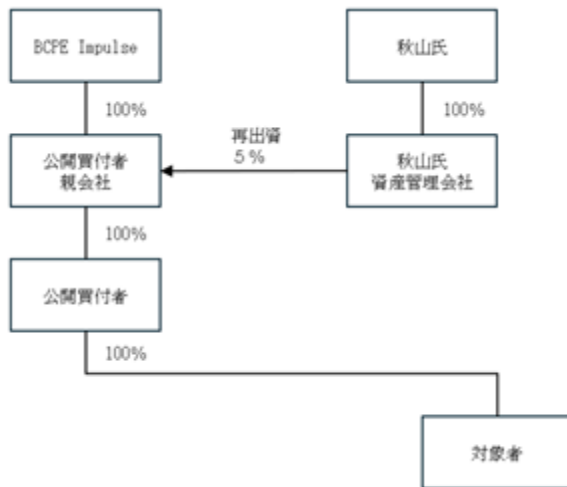 BCPE Impulse
秋山氏
100%
100%
公開買付者
親会社
再出資
５%
秋山氏
資産管理会社
100%
公開買付者
100%
対象者